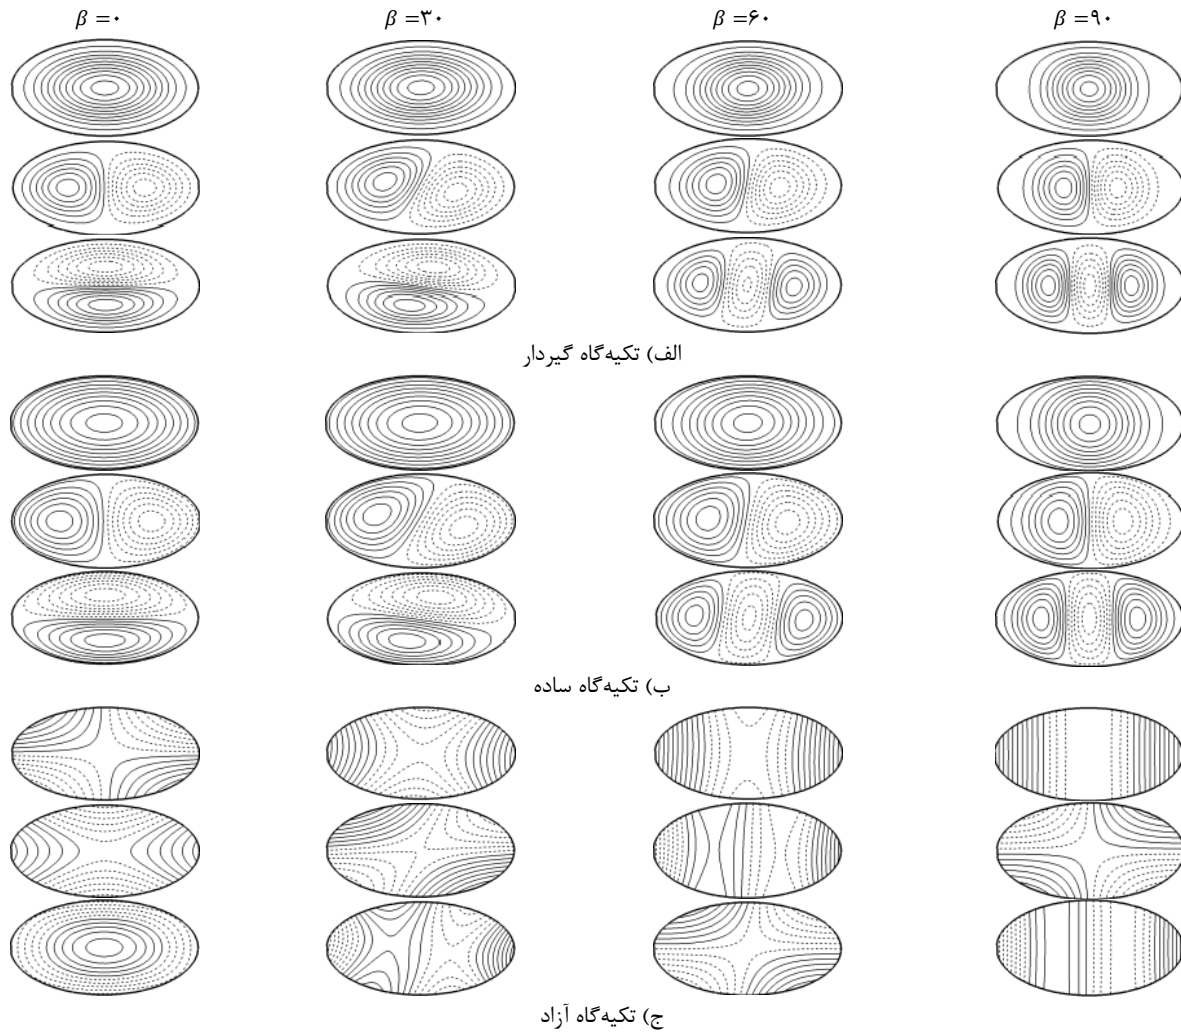 β =۰ β =۳۰ β =۶۰ β =۹۰
الف) تکیه‌گاه گیردار
ب) تکیه‌گاه ساده
ج) تکیه‌گاه آزاد